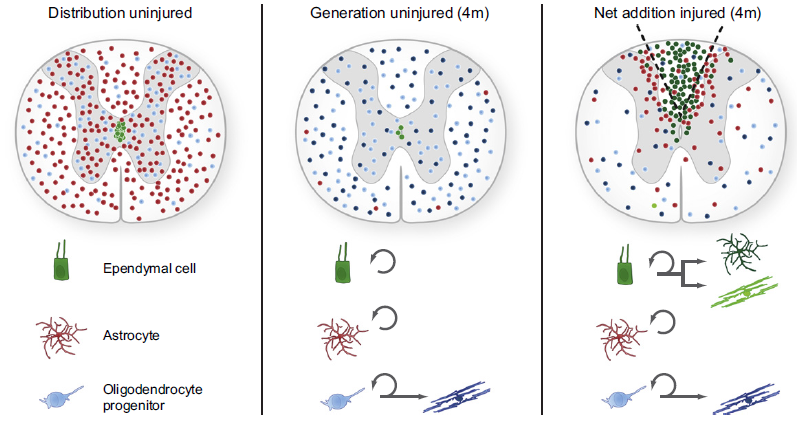 Distribution uninjured
Generation uninjured (4m)
Net addition injured (4m)
Ependymal cell
Astrocyte
Oligodendrocyte
progenitor